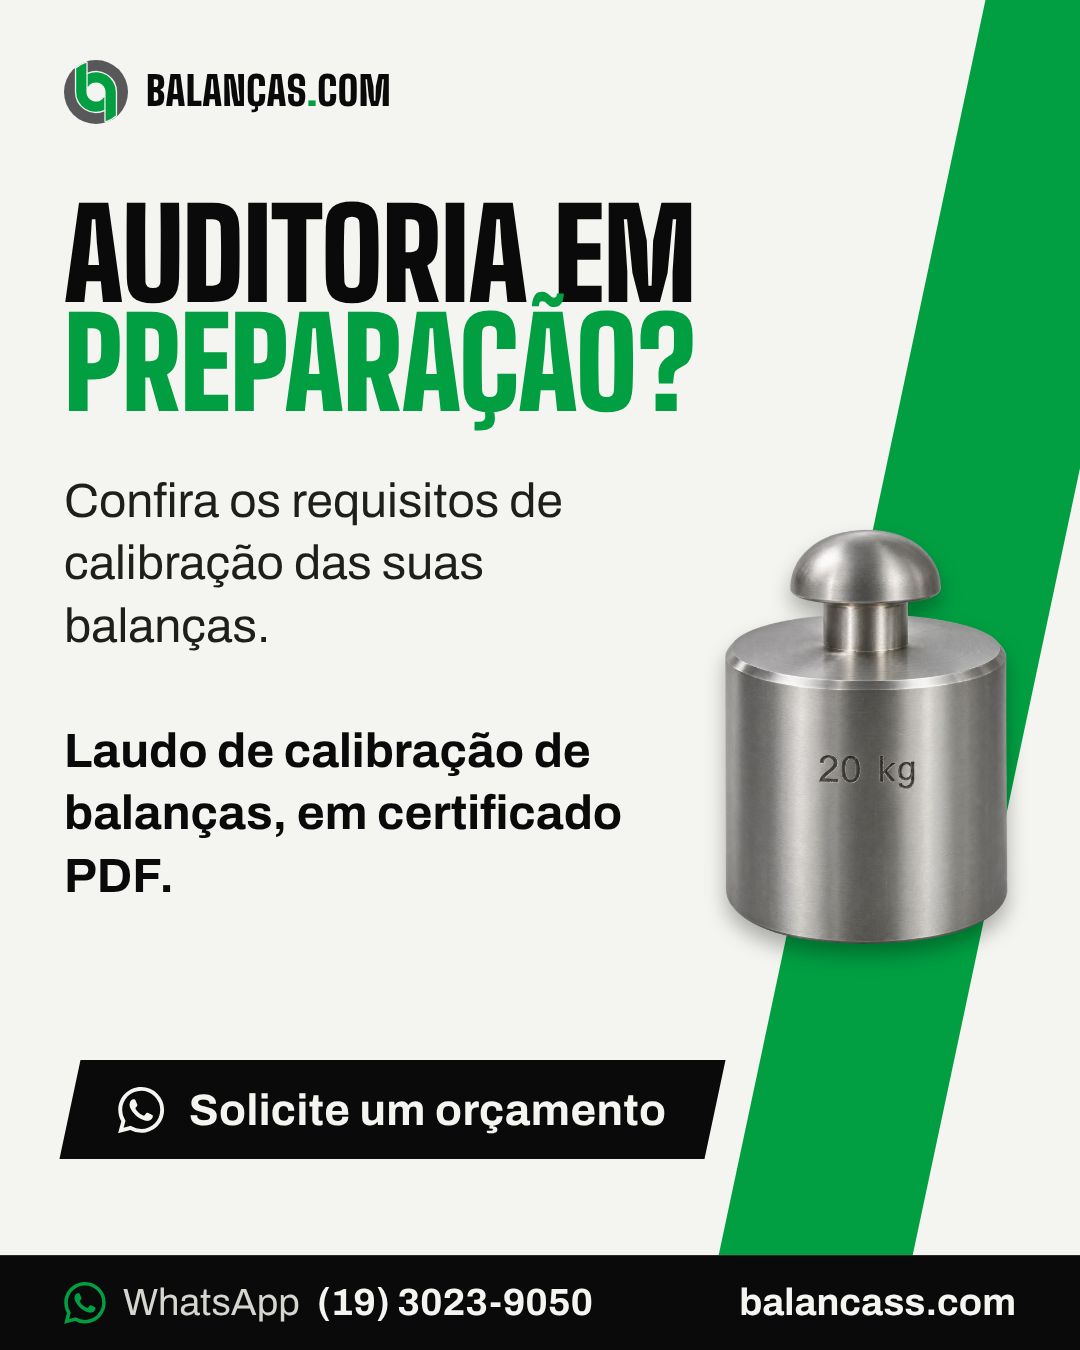 BALANÇAS.COM
AUDITORIA EM
PREPARAÇÃO?
Confira os requisitos de
calibração das suas
balanças.
Laudo de calibração de
balanças, em certificado
PDF.
20 kg
Solicite um orçamento
WhatsApp (19) 3023-9050
balancass.com